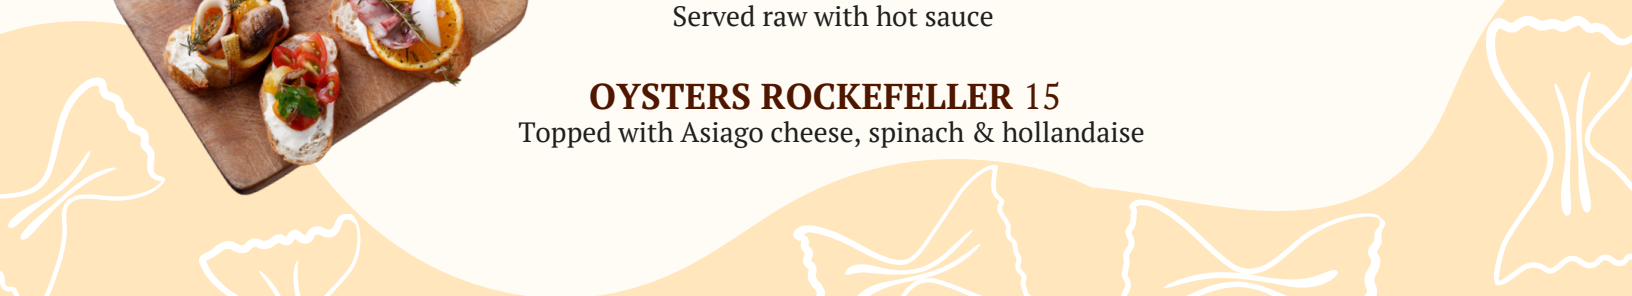 Served raw with hot sauce
OYSTERS ROCKEFELLER 15
Topped with Asiago cheese, spinach & hollandaise